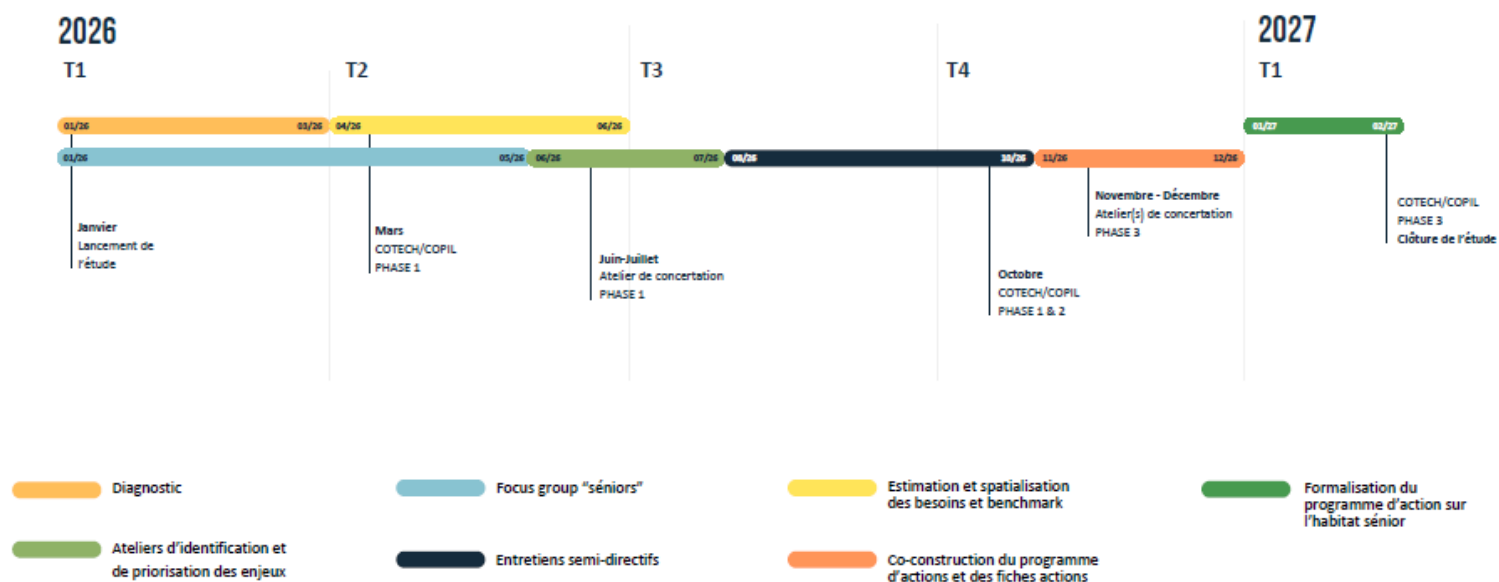 2026
2027
T1
T2
T3
T4
T1
01/26
03/26
04/26
06/26
01/27
02/27
01/26
05/26
06/26
07/26
08/26
10/26
11/26
12/26
Janvier
Lancement de
l'étude
Mars
COTECH/COPIL
PHASE 1
Juin-Juillet
Atelier de concertation
PHASE 1
Octobre
COTECH/COPIL
PHASE 1 & 2
Novembre - Décembre
Atelier(s) de concertation
PHASE 3
COTECH/COPIL
PHASE 3
Clôture de l'étude
Diagnostic
Focus group “séniors”
Estimation et spatialisation
des besoins et benchmark
Formalisation du
programme d'action sur
l'habitat sénior
Ateliers d'identification et
de priorisation des enjeux
Entretiens semi-directifs
Co-construction du programme
d'actions et des fiches actions